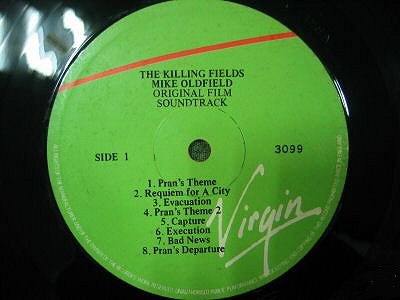 THE KILLING FIELDS
MIKE OLDFIELD
ORIGINAL FILM
SOUNDTRACK
SIDE 1
3099
1. Pran's Theme
2. Requiem for A City
3. Evacuation
4. Pran's Theme 2
5. Capture
6. Execution
7. Bad News
8. Pran's Departure
Virgin